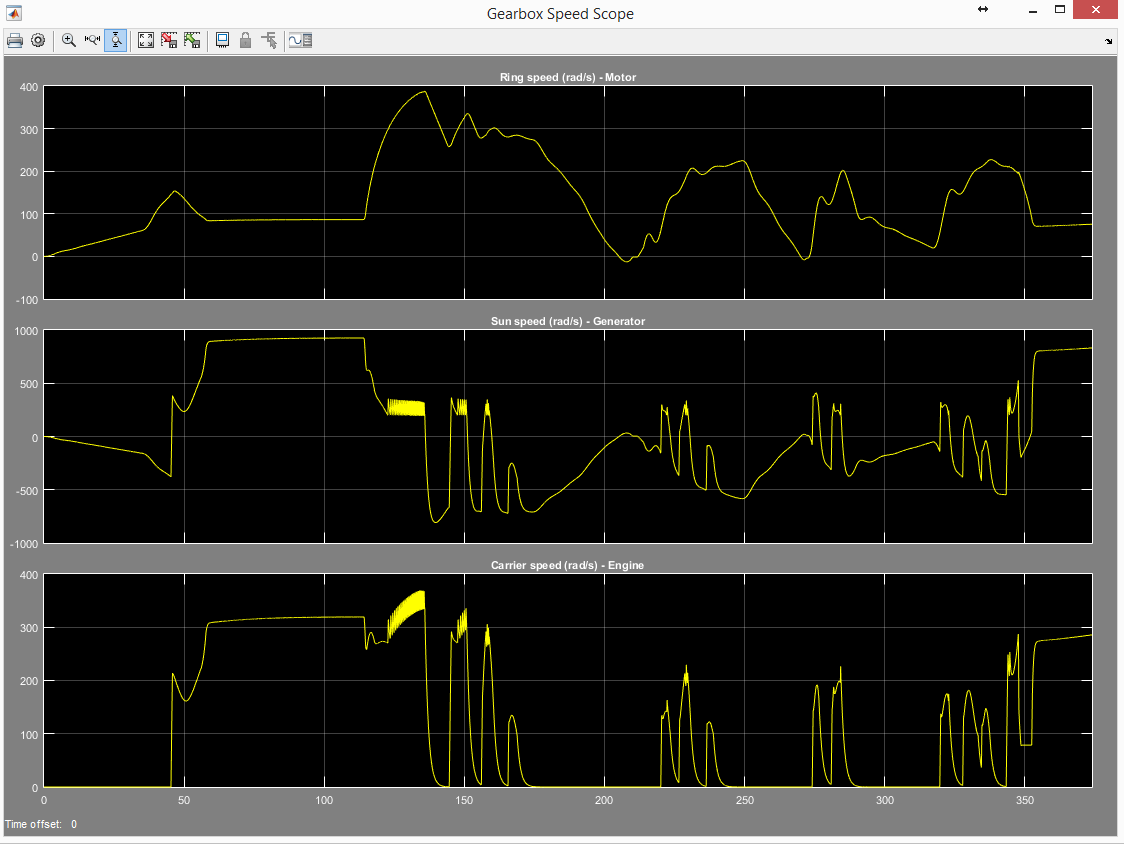 Gearbox Speed Scope
Ring speed (rad/s) - Motor
400
300
200
100
0
-100
Sun speed (rad/s) - Generator
1000
500
0
-500
-1000
Carrier speed (rad/s) - Engine
400
300
200
100
0
0 50 100 150 200 250 300 350
Time offset: 0